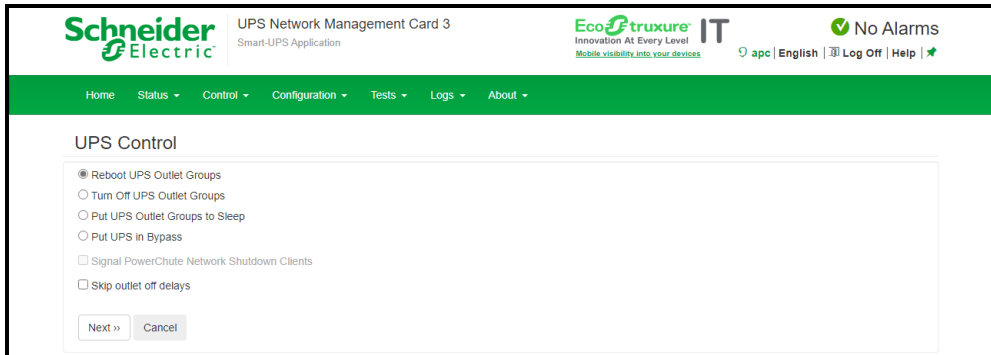 Schneider Electric
UPS Network Management Card 3
Smart-UPS Application
EcoStruxure IT
Innovation At Every Level
Mobile visibility into your devices
No Alarms
apc | English | Log Off | Help |
Home Status Control Configuration Tests Logs About
UPS Control
Reboot UPS Outlet Groups
Turn Off UPS Outlet Groups
Put UPS Outlet Groups to Sleep
Put UPS in Bypass
Signal PowerChute Network Shutdown Clients
Skip outlet off delays
Next ›› Cancel